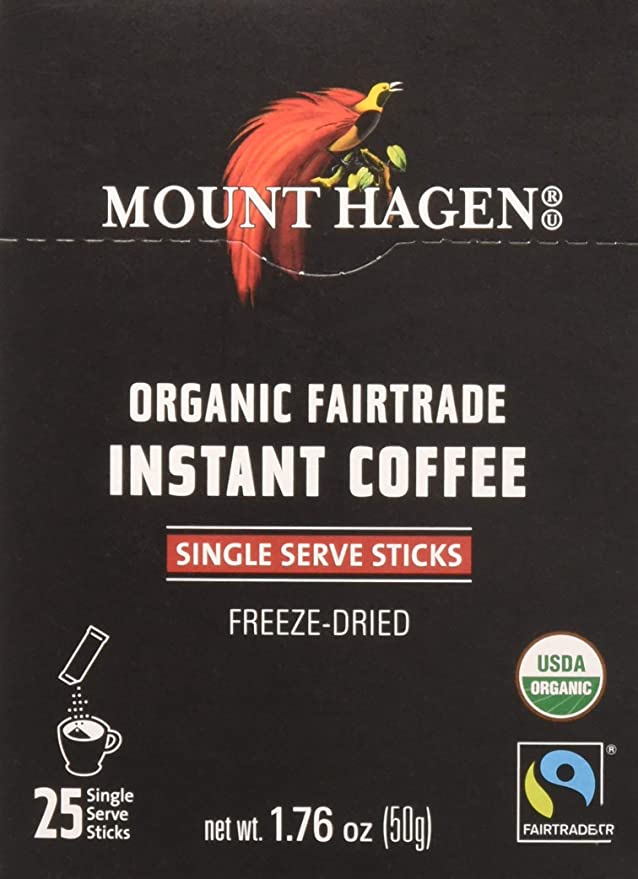 MOUNT HAGEN®
Ⓤ
ORGANIC FAIRTRADE
INSTANT COFFEE
SINGLE SERVE STICKS
FREEZE-DRIED
USDA
ORGANIC
25 Single
Serve
Sticks
net wt. 1.76 oz (50g)
®
FAIRTRADE